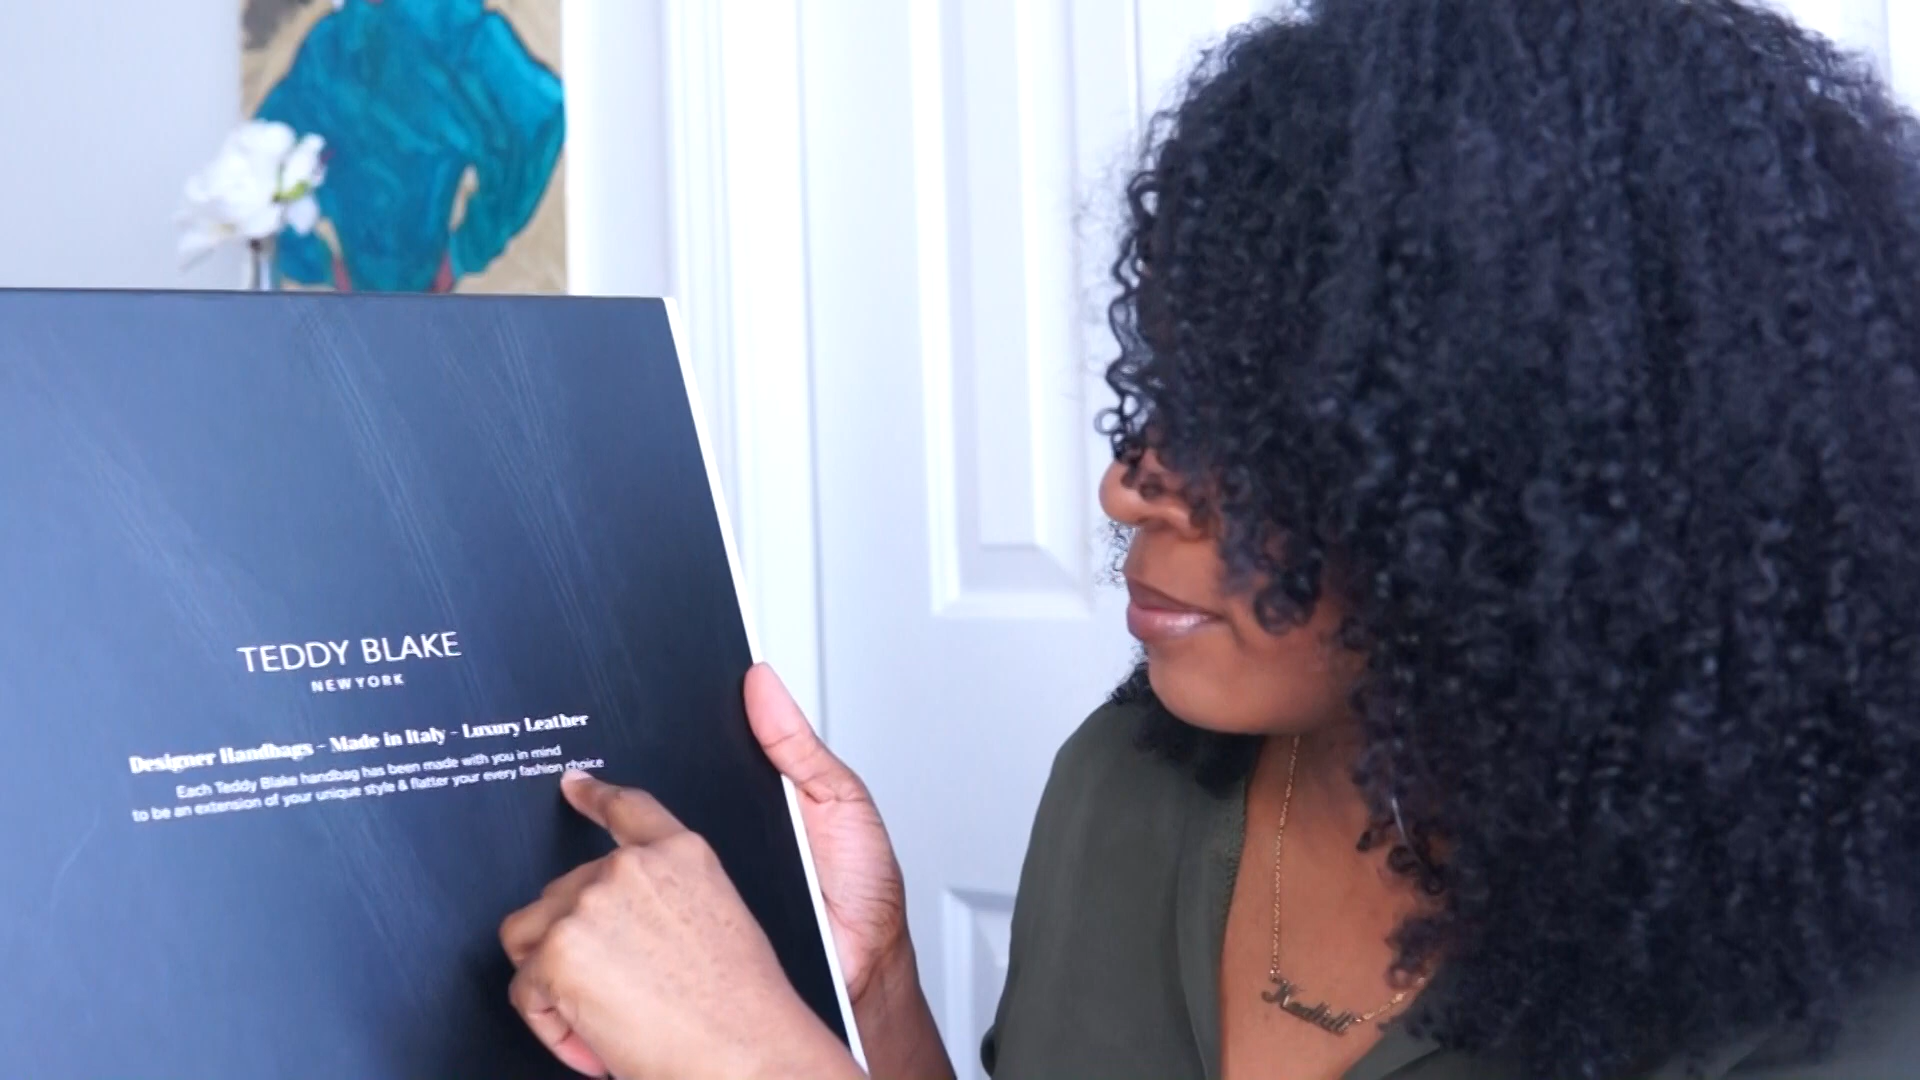 TEDDY BLAKE
NEW YORK
Designer Handbags - Made in Italy - Luxury Leather
Each Teddy Blake handbag has been made with you in mind
to be an extension of your unique style & flatter your every fashion choice